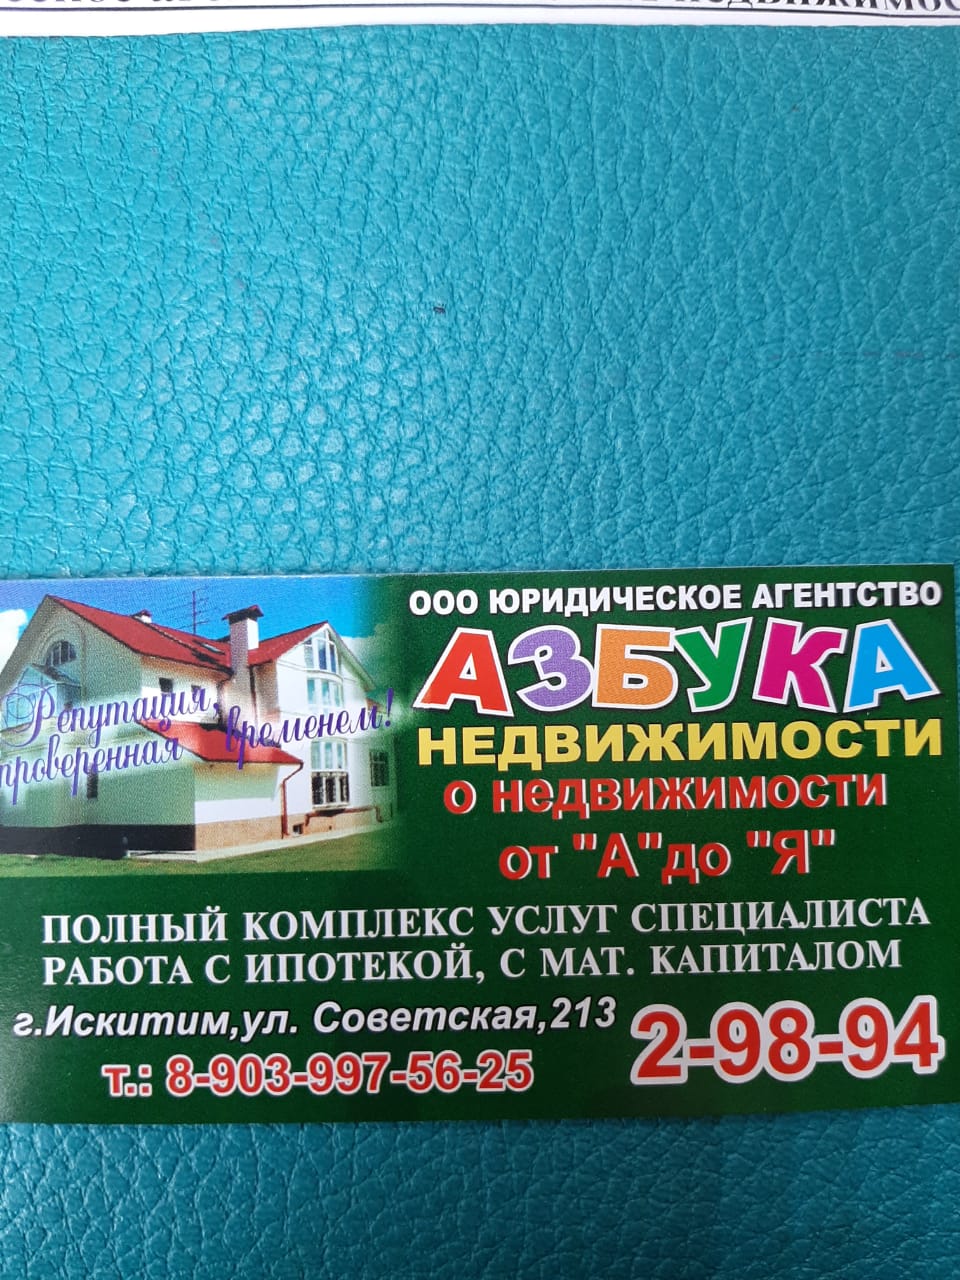 недвижимос
ООО ЮРИДИЧЕСКОЕ АГЕНТСТВО
АЗБУКА
НЕДВИЖИМОСТИ
о недвижимости
от "А"до "Я"
Репутация,
проверенная временем!
ПОЛНЫЙ КОМПЛЕКС УСЛУГ СПЕЦИАЛИСТА
РАБОТА С ИПОТЕКОЙ, С МАТ. КАПИТАЛОМ
г.Искитим,ул. Советская,213
т.: 8-903-997-56-25
2-98-94